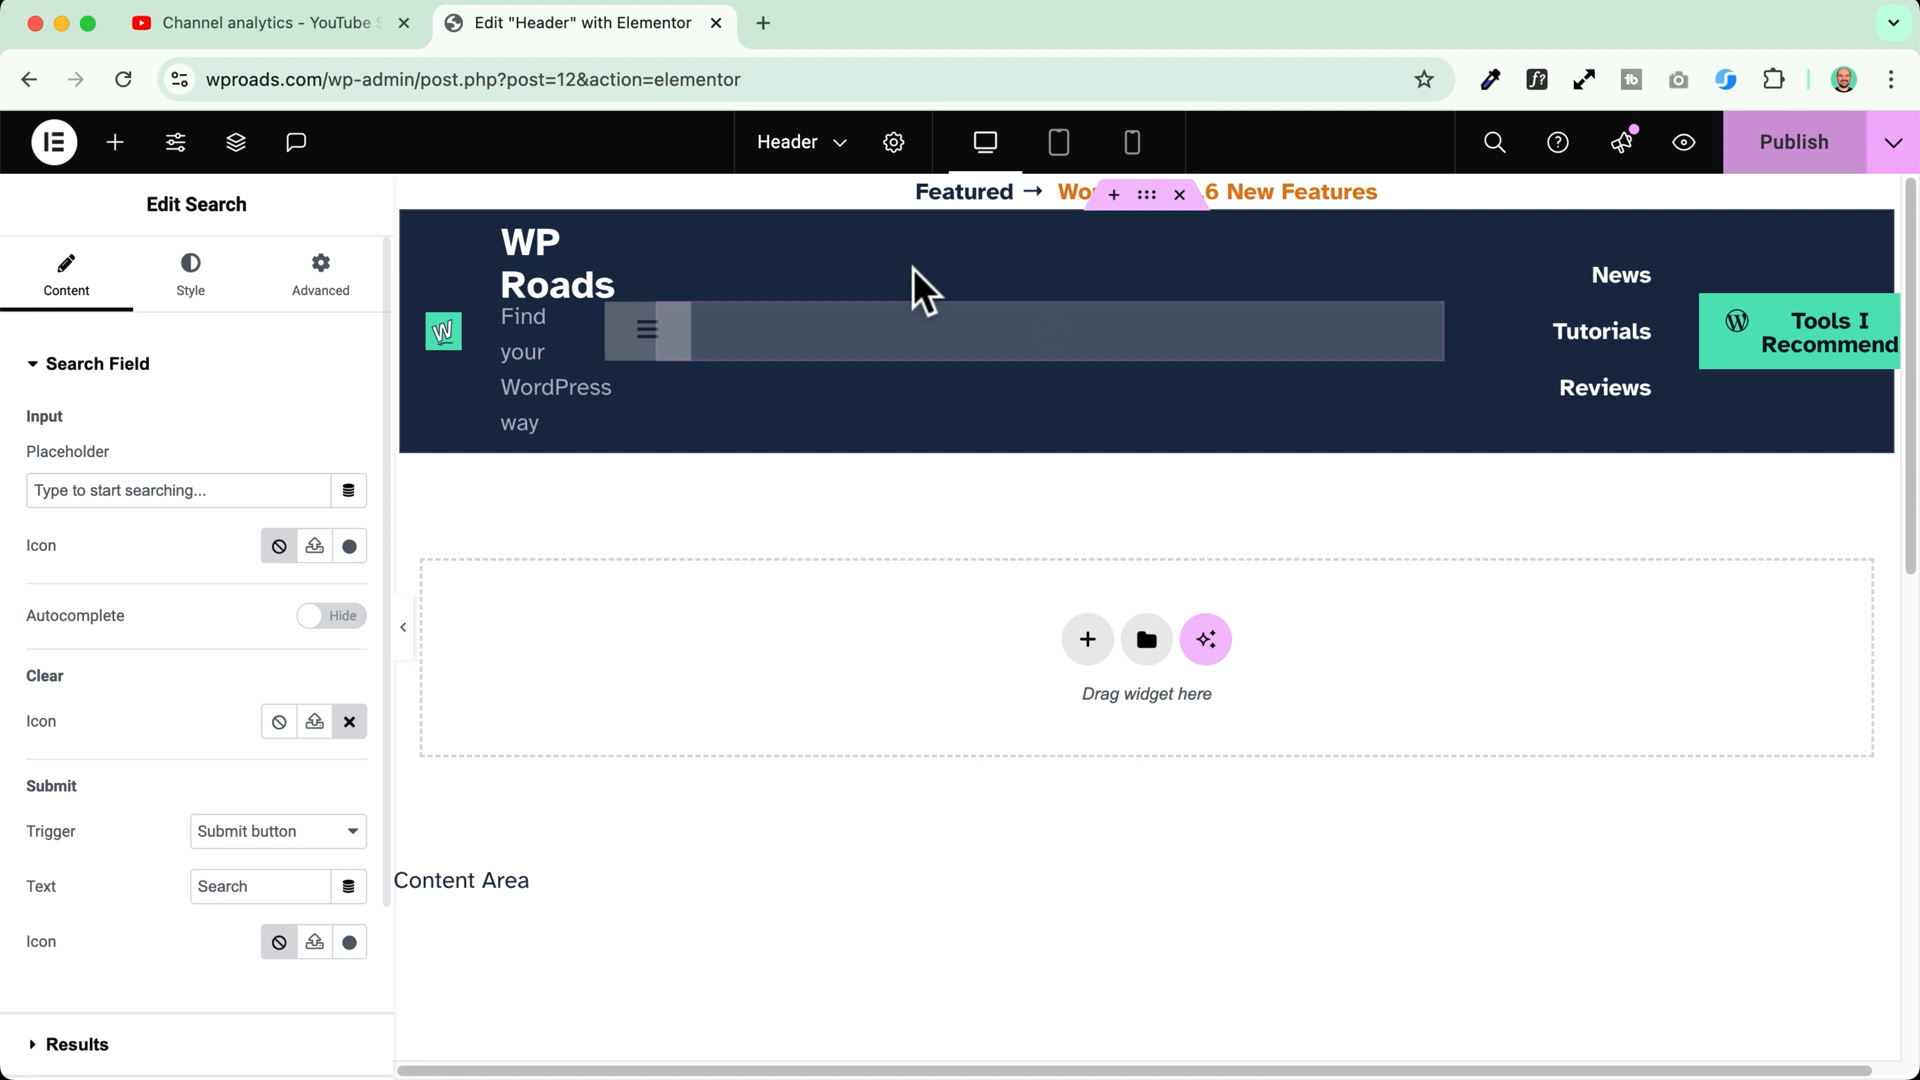 Channel analytics - YouTube S
Edit "Header" with Elementor
wproads.com/wp-admin/post.php?post=12&action=elementor
Header
Publish
Edit Search
Content
Style
Advanced
Search Field
Input
Placeholder
Type to start searching...
Icon
Autocomplete
Hide
Clear
Icon
Submit
Trigger
Submit button
Text
Search
Icon
Results
Featured → Wo 6 New Features
WP
Roads
Find
your
WordPress
way
News
Tutorials
Reviews
Tools I
Recommend
Drag widget here
Content Area